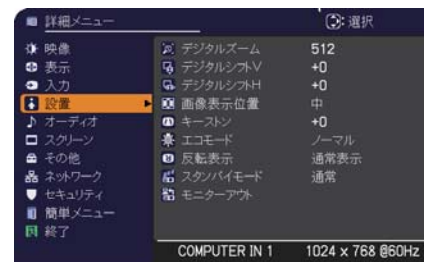 詳細メニュー
:選択
映像
表示
入力
設置
オーディオ
スクリーン
その他
ネットワーク
セキュリティ
簡単メニュー
終了
デジタルズーム 512
デジタルシフトV +0
デジタルシフトH +0
画像表示位置 中
キーストン +0
エコモード ノーマル
反転表示 通常表示
スタンバイモード 通常
モニターアウト
COMPUTER IN 1 1024 x 768 @60Hz